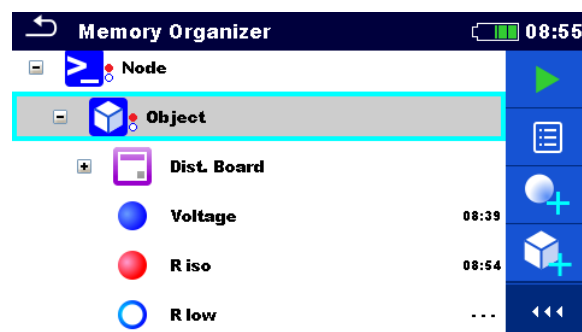 Memory Organizer 08:55
>_ Node
Object
Dist. Board
Voltage 08:39
R iso 08:54
R low ---